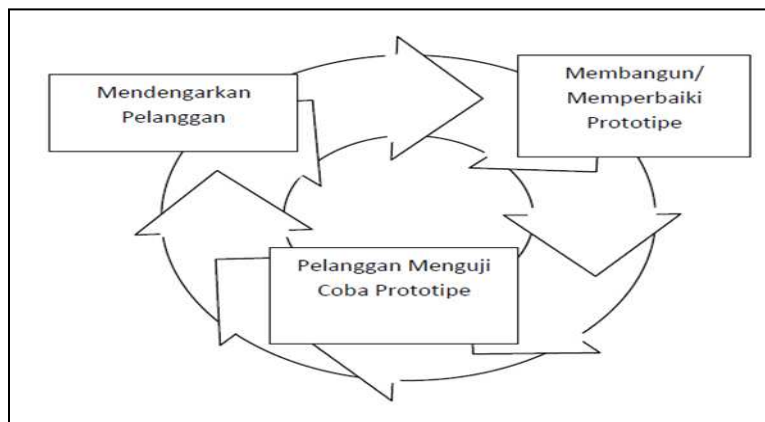 Mendengarkan
Pelanggan
Membangun/
Memperbaiki
Prototipe
Pelanggan Menguji
Coba Prototipe